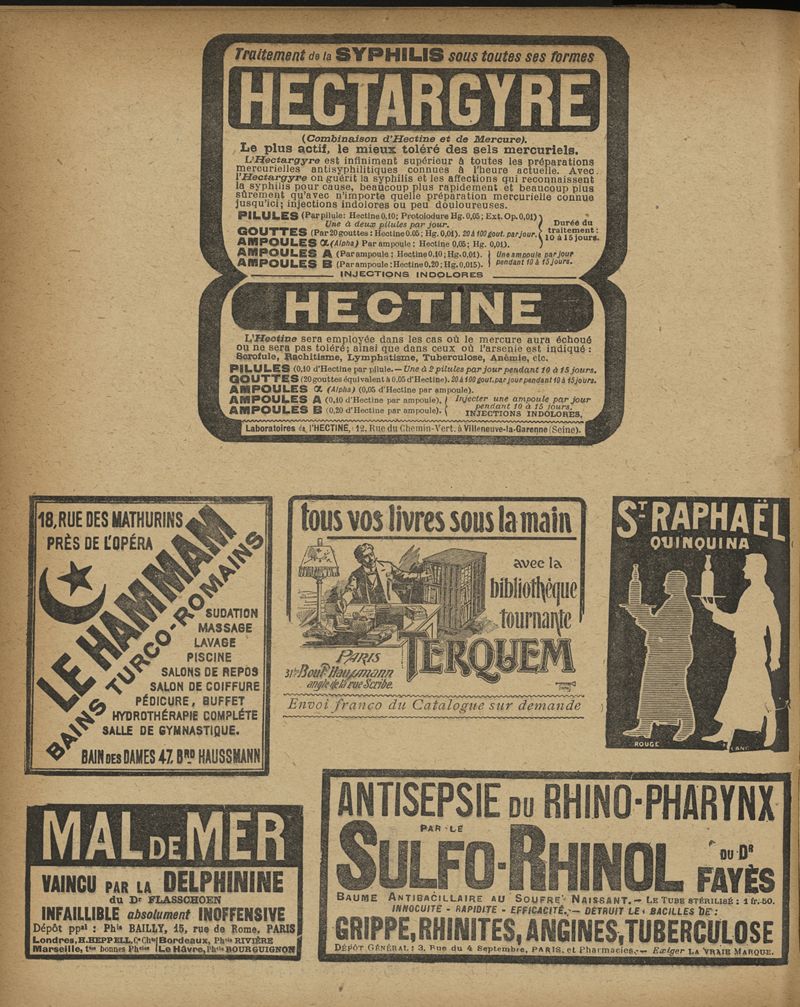 Traitement de la SYPHILIS sous toutes ses formes
HECTARGYRE
(Combinaison d'Hectine et de Mercure).
Le plus actif, le mieux toléré des sels mercuriels.
L'Hectargyre est infiniment supérieur à toutes les préparations
mercurielles antisyphilitiques connues à l'heure actuelle. Avec
l'Hectargyre on guérit la syphilis et les affections qui reconnaissent
la syphilis pour cause, beaucoup plus rapidement et beaucoup plus
sûrement qu'avec n'importe quelle préparation mercurielle connue
jusqu'ici; injections indolores ou peu douloureuses.
PILULES (Par pilule: Hectine 0,10; Protoiodure Hg. 0,05; Ext. Op. 0,01)
Une à deux pilules par jour.
GOUTTES (Par 20 gouttes: Hectine 0.05; Hg. 0,01). 20 à 100 gout. par jour.
AMPOULES α (Alpha) Par ampoule: Hectine 0,05; Hg. 0,01).
Durée du
traitement:
10 à 15 jours.
AMPOULES A (Par ampoule: Hectine 0.10; Hg. 0,01).
AMPOULES B (Par ampoule: Hectine 0.20; Hg. 0,015).
Une ampoule par jour
pendant 10 à 15 jours.
INJECTIONS INDOLORES
HECTINE
L'Hectine sera employée dans les cas où le mercure aura échoué
ou ne sera pas toléré; ainsi que dans ceux où l'arsenic est indiqué:
Scrofule, Rachitisme, Lymphatisme, Tuberculose, Anémie, etc.
PILULES (0,10 d'Hectine par pilule. — Une à 2 pilules par jour pendant 10 à 15 jours.
GOUTTES (20 gouttes équivalent à 0,05 d'Hectine). 20 à 100 gout. par jour pendant 10 à 15 jours.
AMPOULES α (Alpha) (0,05 d'Hectine par ampoule).
AMPOULES A (0,10 d'Hectine par ampoule).
AMPOULES B (0,20 d'Hectine par ampoule).
Injecter une ampoule par jour
pendant 10 à 15 jours.
INJECTIONS INDOLORES.
Laboratoires de l'HECTINE, 12, Rue du Chemin-Vert, à Villeneuve-la-Garenne (Seine).
18, RUE DES MATHURINS
PRÈS DE L'OPÉRA
LE HAMMAM
BAINS TURCO-ROMAINS
SUDATION
MASSAGE
LAVAGE
PISCINE
SALONS DE REPOS
SALON DE COIFFURE
PÉDICURE, BUFFET
HYDROTHÉRAPIE COMPLÈTE
SALLE DE GYMNASTIQUE.
BAIN DES DAMES 47, BRD HAUSSMANN
tous vos livres sous la main
avec la
bibliothèque
tournante
TERQUEM
PARIS
31bis Boul.d Haussmann
angle de la rue Scribe.
Envoi franco du Catalogue sur demande
ST RAPHAËL
QUINQUINA
ROUGE
BLANC
MAL DE MER
VAINCU PAR LA DELPHININE
du Dr FLASSCHOEN
INFAILLIBLE absolument INOFFENSIVE
Dépôt ppal: Phie BAILLY, 15, rue de Rome, PARIS
Londres, H. HEPPELL, Ce Chst Bordeaux, Phcie RIVIÈRE
Marseille, ttes bonnes Phcies Le Hâvre, Phcie BOURGUIGNON
ANTISEPSIE DU RHINO-PHARYNX
PAR LE
SULFO-RHINOL DU DR
FAYÈS
BAUME ANTIBACILLAIRE AU SOUFRE NAISSANT. — LE TUBE STÉRILISÉ: 1 fr. 50.
INNOCUITÉ - RAPIDITÉ - EFFICACITÉ. — DÉTRUIT LES BACILLES DE:
GRIPPE, RHINITES, ANGINES, TUBERCULOSE
DÉPÔT GÉNÉRAL: 3, Rue du 4 Septembre, PARIS, et Pharmacies. — Exiger LA VRAIE MARQUE.